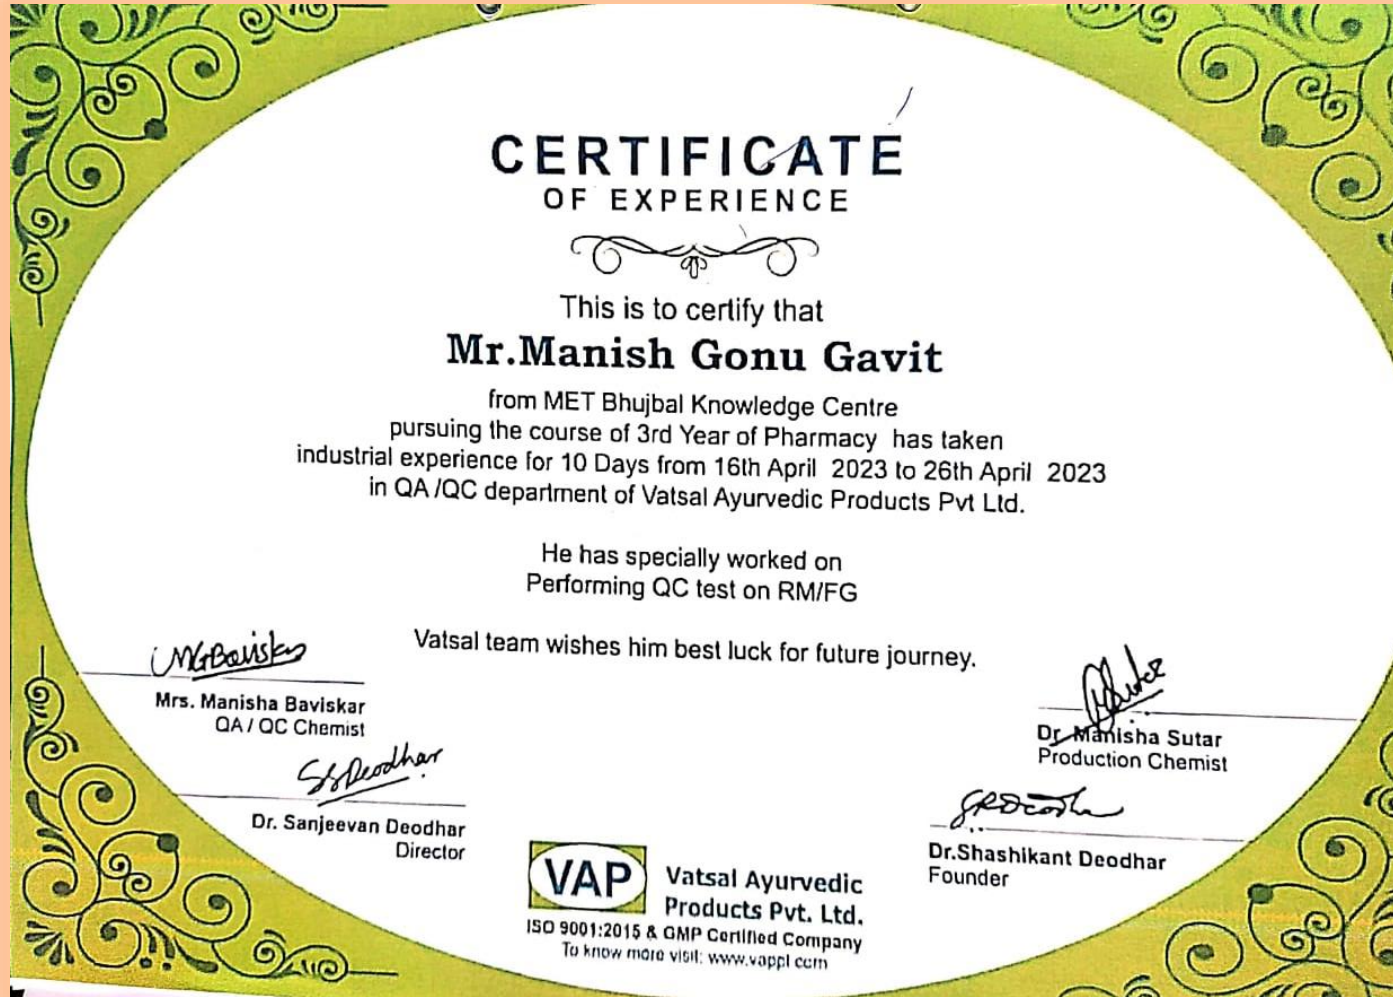 CERTIFICATE
OF EXPERIENCE
This is to certify that
Mr.Manish Gonu Gavit
from MET Bhujbal Knowledge Centre
pursuing the course of 3rd Year of Pharmacy has taken
industrial experience for 10 Days from 16th April 2023 to 26th April 2023
in QA /QC department of Vatsal Ayurvedic Products Pvt Ltd.
He has specially worked on
Performing QC test on RM/FG
Vatsal team wishes him best luck for future journey.
MGBaviskar
Mrs. Manisha Baviskar
QA / QC Chemist
SSDeodhar
Dr. Sanjeevan Deodhar
Director
Dr. Manisha Sutar
Production Chemist
Dr.Shashikant Deodhar
Founder
VAP
Vatsal Ayurvedic
Products Pvt. Ltd.
ISO 9001:2015 & GMP Certified Company
To know more visit: www.vappl.com